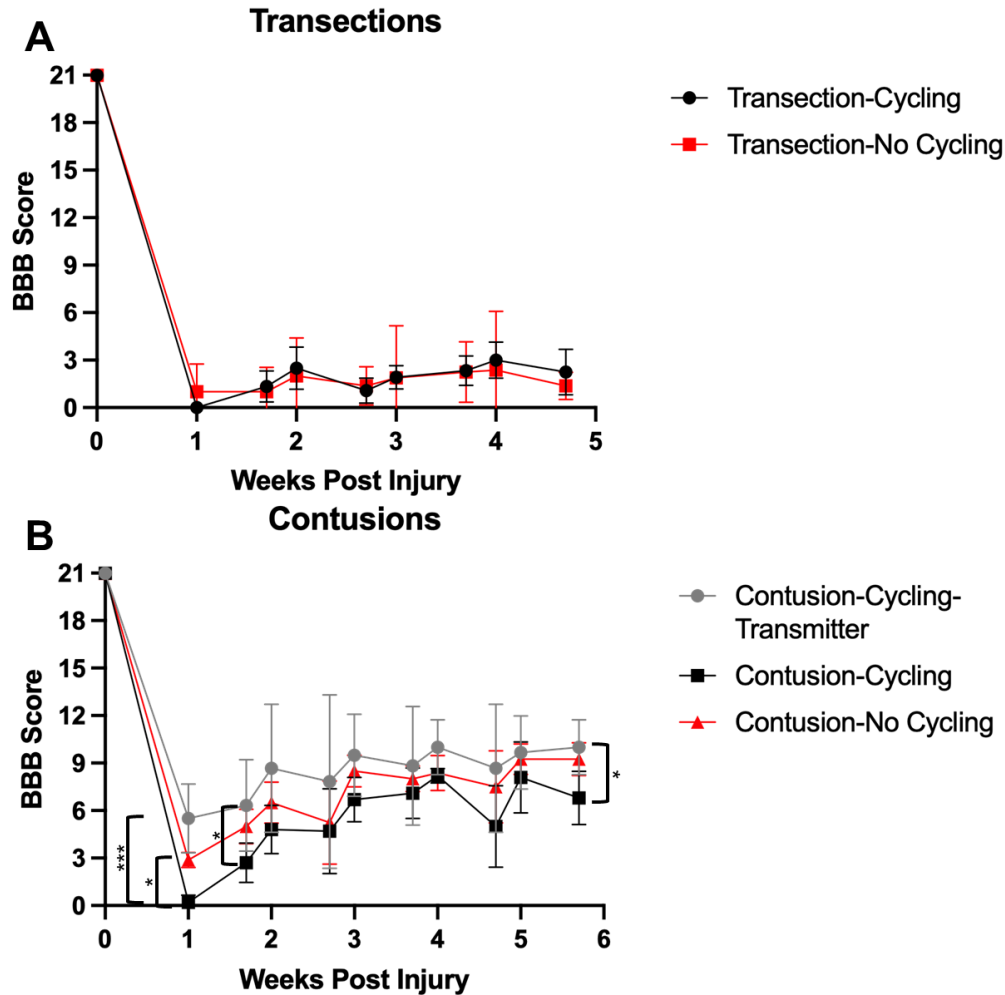 A
Transections
21
18
15
12
9
6
3
0
BBB Score
0 1 2 3 4 5
Weeks Post Injury
Transection-Cycling
Transection-No Cycling
B
Contusions
21
18
15
12
9
6
3
0
BBB Score
***
*
*
*
0 1 2 3 4 5 6
Weeks Post Injury
Contusion-Cycling-
Transmitter
Contusion-Cycling
Contusion-No Cycling